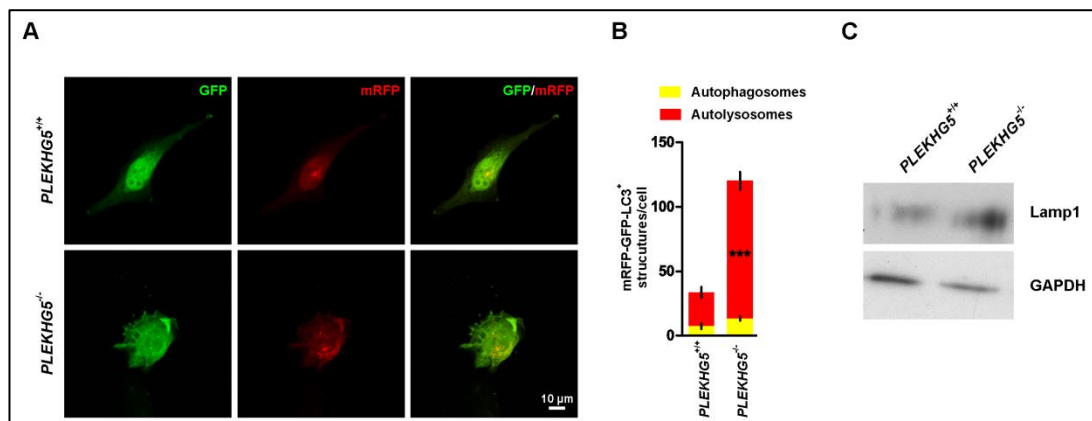 A
GFP
mRFP
GFP/mRFP
PLEKHG5+/+
PLEKHG5-/-
10 µm
B
Autophagosomes
Autolysosomes
mRFP-GFP-LC3+
strucutures/cell
150
100
50
0
***
PLEKHG5+/+
PLEKHG5-/-
C
PLEKHG5+/+
PLEKHG5-/-
Lamp1
GAPDH